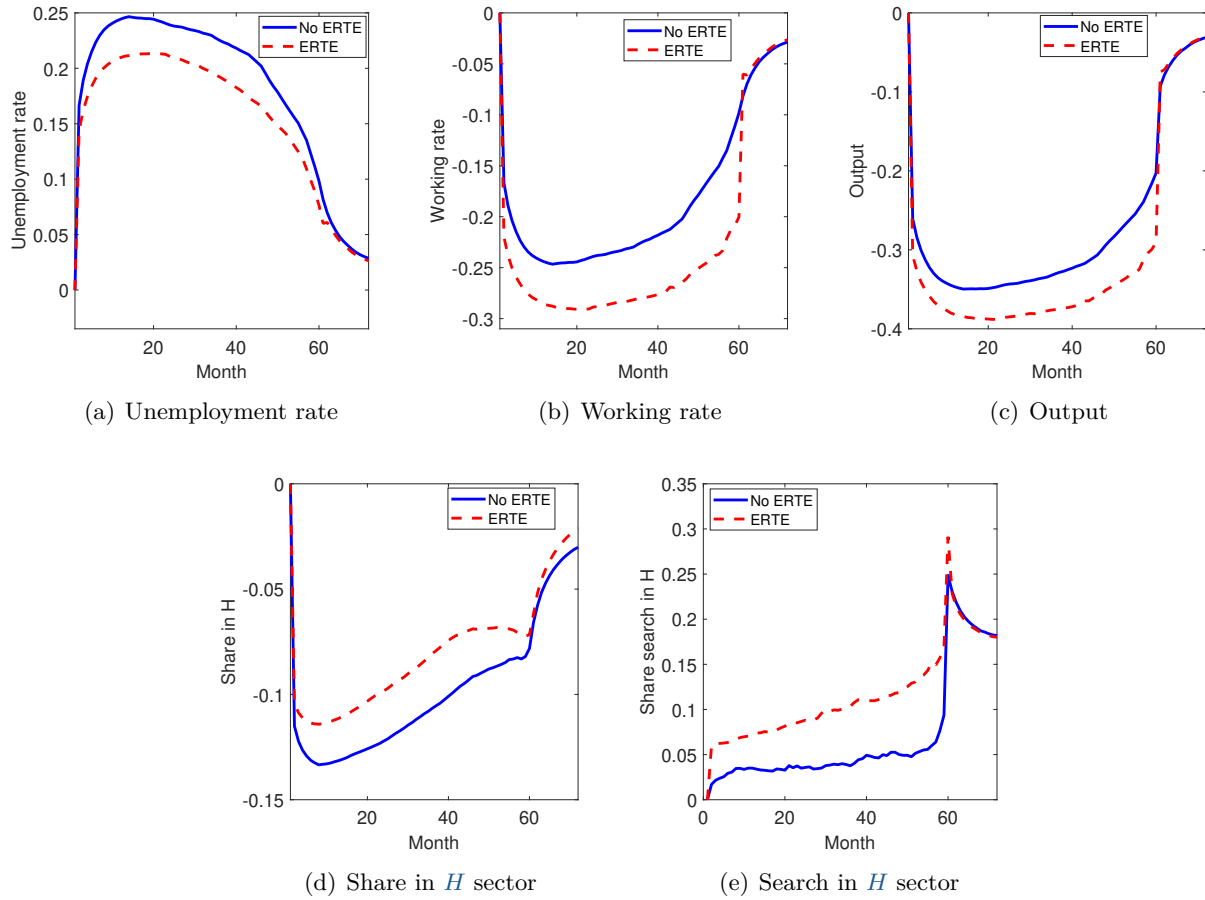 0.25
0.2
0.15
0.1
0.05
0
No ERTE
ERTE
Unemployment rate
20
40
60
Month
(a) Unemployment rate
0
-0.05
-0.1
-0.15
-0.2
-0.25
-0.3
No ERTE
ERTE
Working rate
20
40
60
Month
(b) Working rate
0
-0.1
-0.2
-0.3
-0.4
No ERTE
ERTE
Output
20
40
60
Month
(c) Output
0
-0.05
-0.1
-0.15
No ERTE
ERTE
Share in H
20
40
60
Month
(d) Share in H sector
0.35
0.3
0.25
0.2
0.15
0.1
0.05
0
No ERTE
ERTE
Share search in H
0
20
40
60
Month
(e) Search in H sector